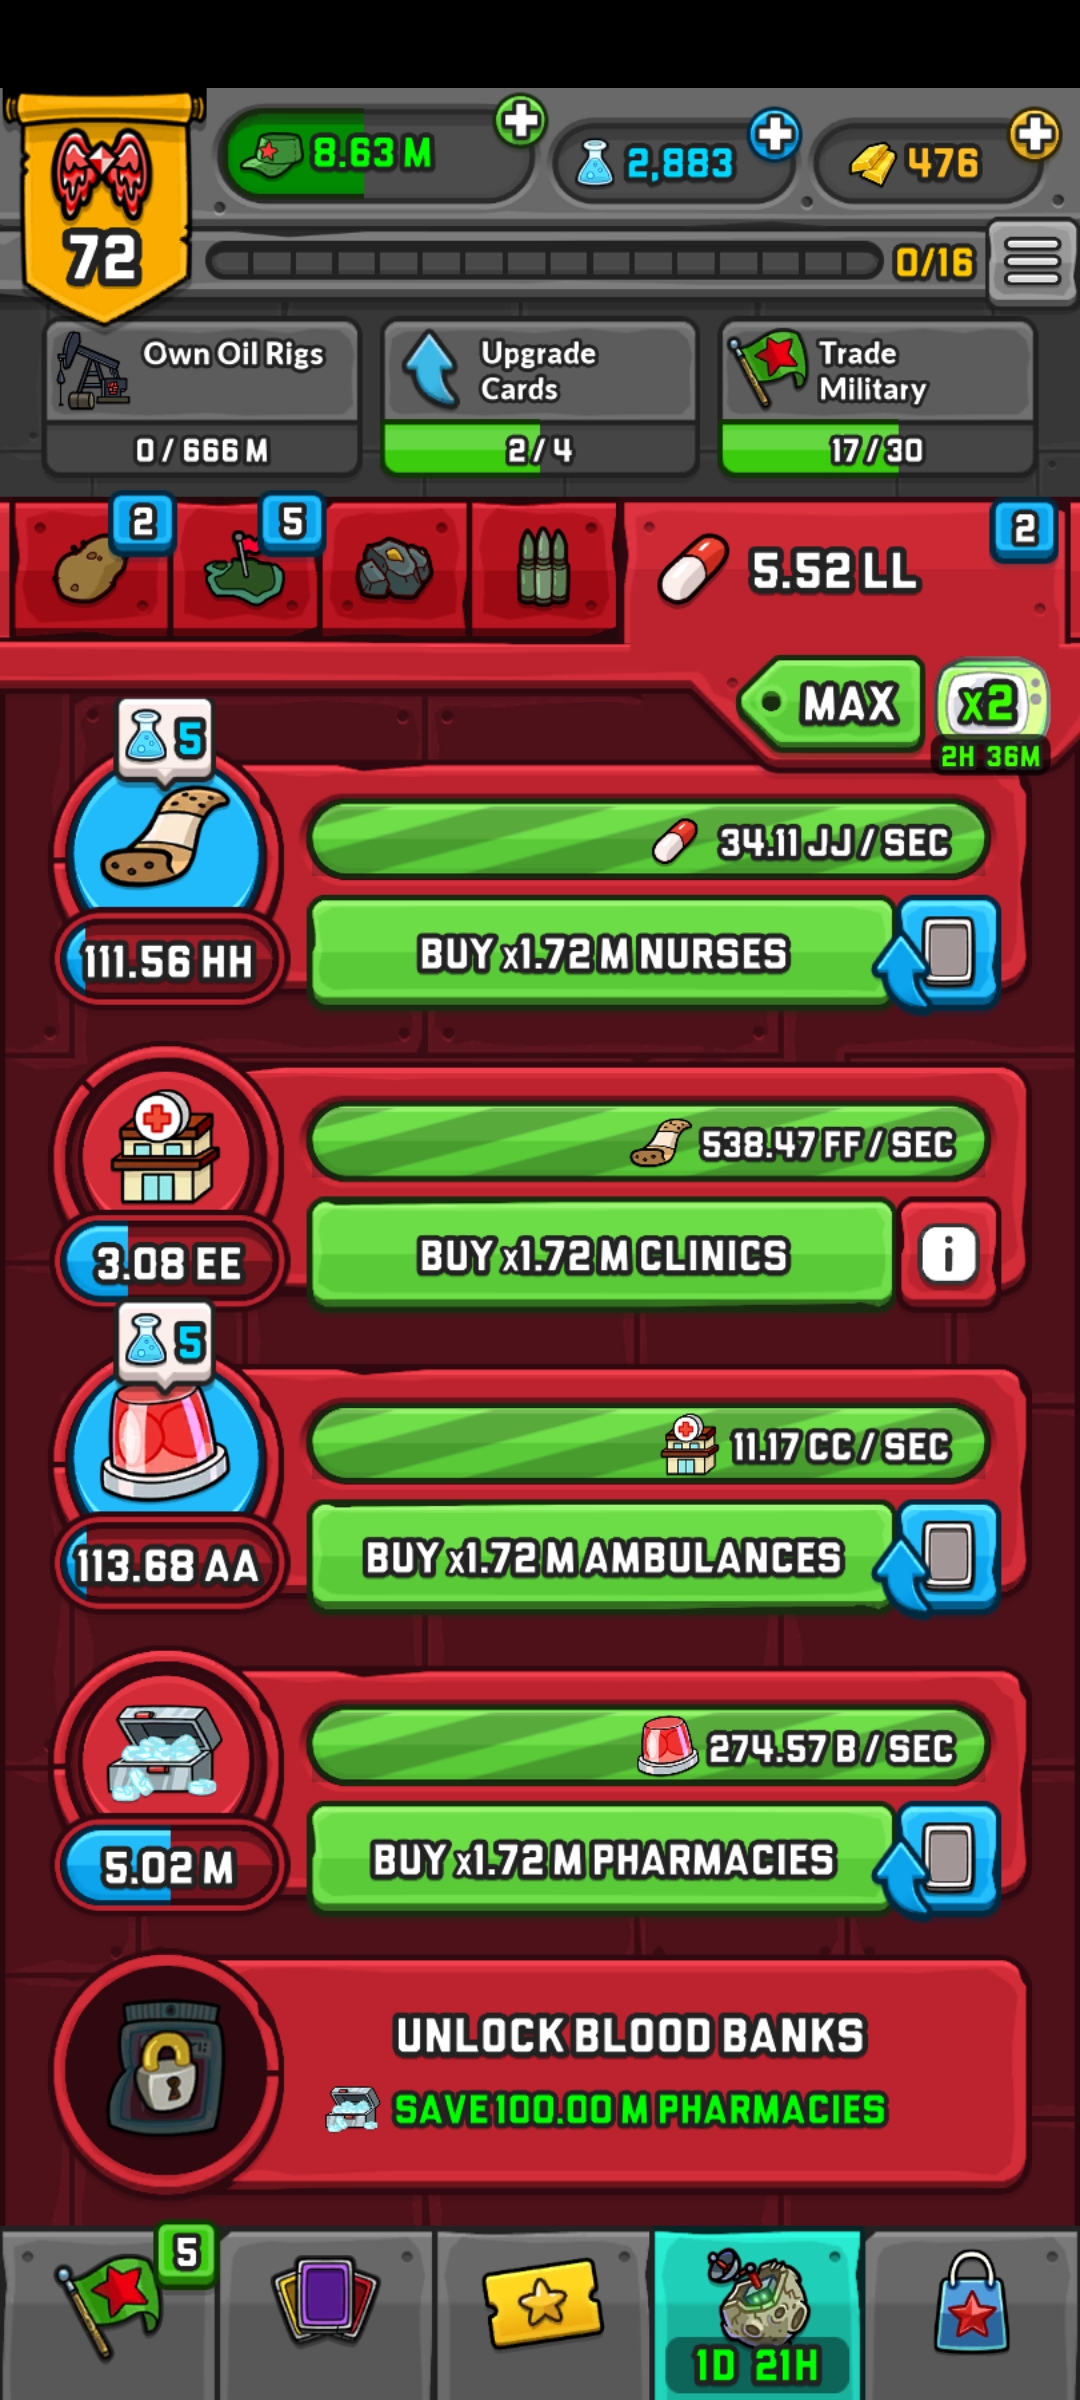 72
8.63 M
2,883
476
0/16
Own Oil Rigs
0 / 666 M
Upgrade
Cards
2 / 4
Trade
Military
17 / 30
2
5
5.52 LL
2
MAX
x2
2H 36M
5
34.11 JJ / SEC
111.56 HH
BUY x1.72 M NURSES
538.47 FF / SEC
3.08 EE
BUY x1.72 M CLINICS
i
5
11.17 CC / SEC
113.68 AA
BUY x1.72 M AMBULANCES
274.57 B / SEC
5.02 M
BUY x1.72 M PHARMACIES
UNLOCK BLOOD BANKS
SAVE 100.00 M PHARMACIES
5
1D 21H